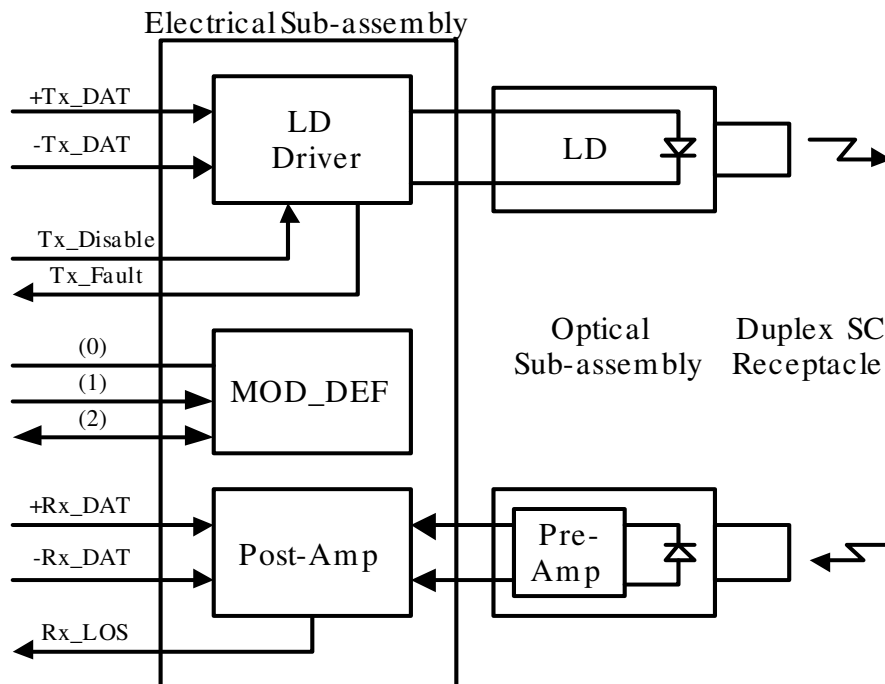 Electrical Sub-assembly
+Tx_DAT
-Tx_DAT
LD
Driver
LD
Tx_Disable
Tx_Fault
(0)
(1)
(2)
MOD_DEF
Optical
Sub-assembly
Duplex SC
Receptacle
+Rx_DAT
-Rx_DAT
Post-Amp
Pre-
Amp
Rx_LOS